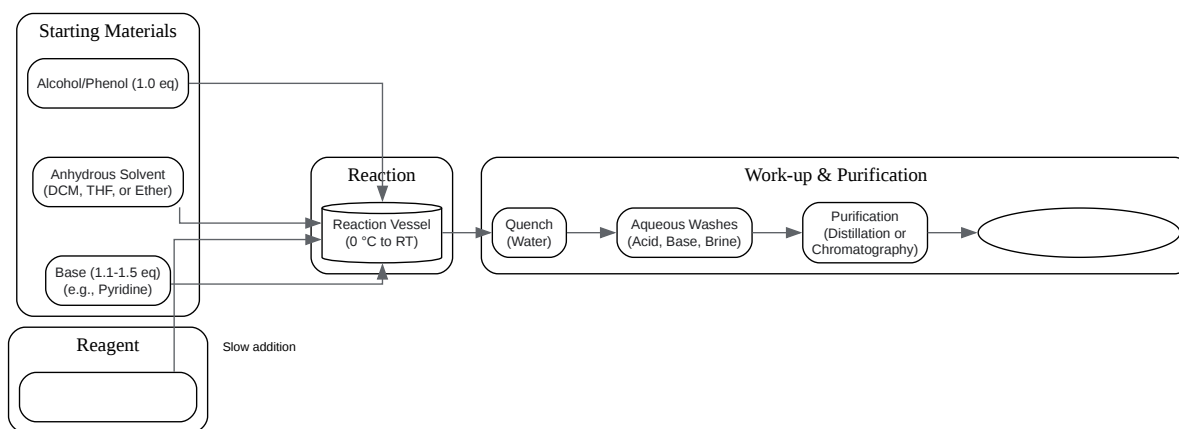 Starting Materials
Alcohol/Phenol (1.0 eq)
Anhydrous Solvent
(DCM, THF, or Ether)
Base (1.1-1.5 eq)
(e.g., Pyridine)
Reagent
Slow addition
Reaction
Reaction Vessel
(0 °C to RT)
Work-up & Purification
Quench
(Water)
Aqueous Washes
(Acid, Base, Brine)
Purification
(Distillation or
Chromatography)